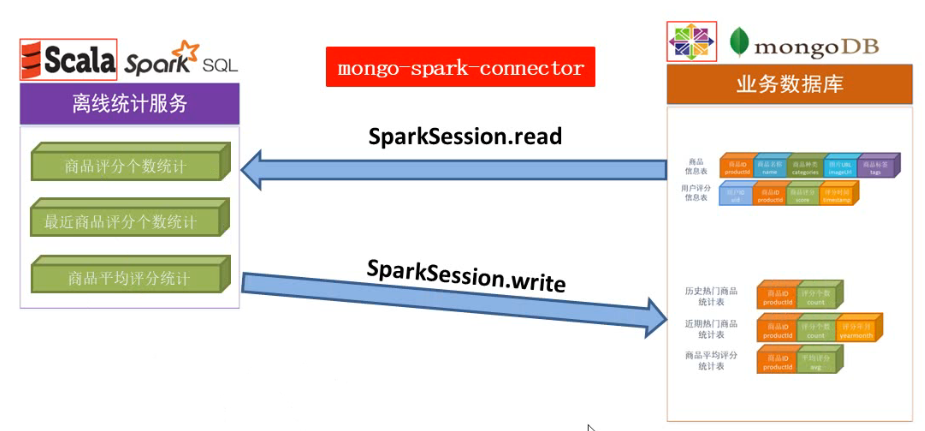 Scala Spark SQL
离线统计服务
商品评分个数统计
最近商品评分个数统计
商品平均评分统计
mongo-spark-connector
SparkSession.read
SparkSession.write
mongoDB
业务数据库
商品
信息表
商品ID
productId
商品名称
name
商品种类
categories
图片URL
imageUrl
商品标签
tags
用户评分
信息表
用户ID
uid
商品ID
productId
商品评分
score
评分时间
timestamp
历史热门商品
统计表
商品ID
productId
评分个数
count
近期热门商品
统计表
商品ID
productId
评分个数
count
评分年月
yearmonth
商品平均评分
统计表
商品ID
productId
平均评分
avg